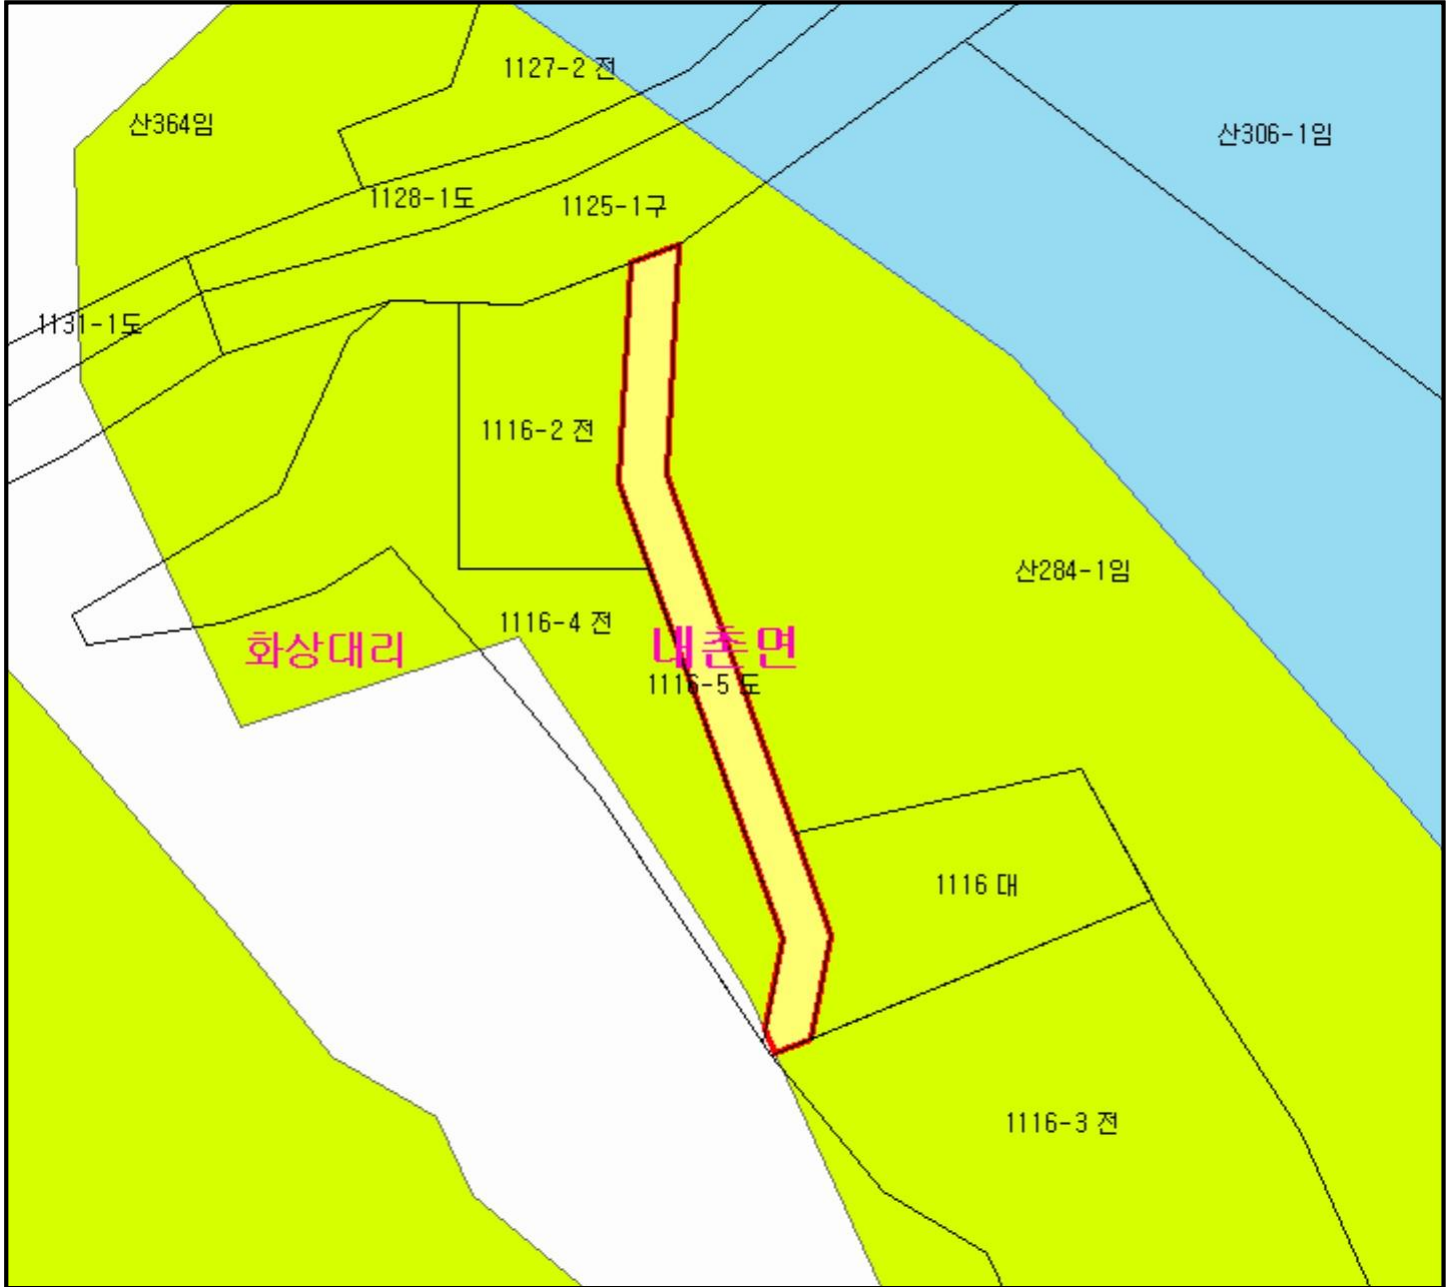 1127-2 전
산364임
산306-1임
1128-1도
1125-1구
1131-1도
1116-2 전
산284-1임
1116-4 전
화상대리
내촌면
1116-5 도
1116 대
1116-3 전